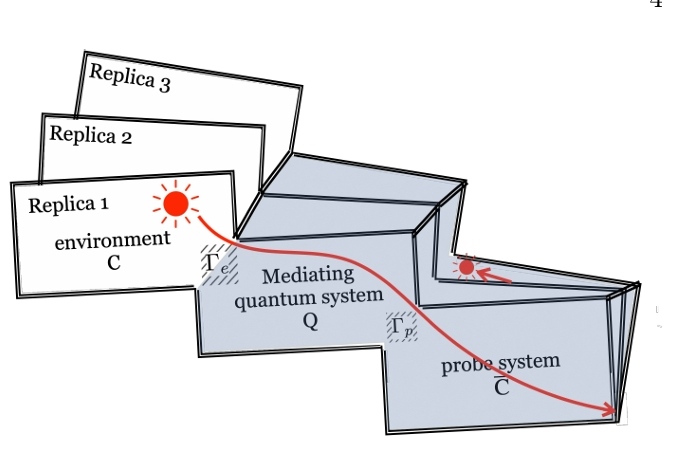 4
Replica 3
Replica 2
Replica 1
environment
C
Γₑ
Mediating
quantum system
Q
Γₚ
probe system
C̅